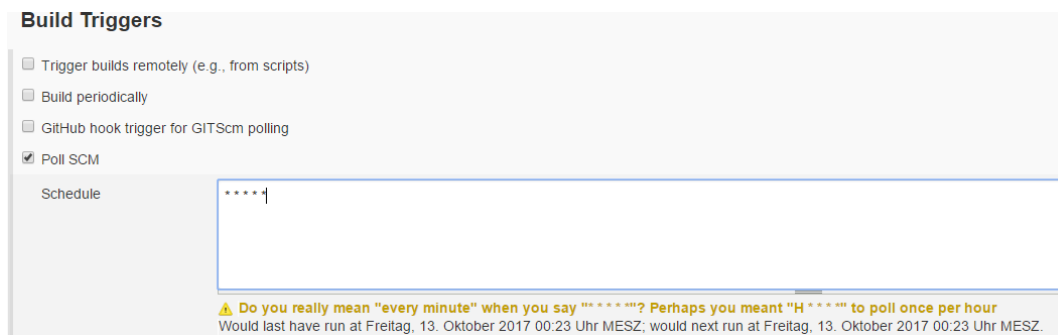 Build Triggers
Trigger builds remotely (e.g., from scripts)
Build periodically
GitHub hook trigger for GITScm polling
Poll SCM
Schedule
* * * * *
Do you really mean "every minute" when you say "* * * * *"? Perhaps you meant "H * * * *" to poll once per hour
Would last have run at Freitag, 13. Oktober 2017 00:23 Uhr MESZ; would next run at Freitag, 13. Oktober 2017 00:23 Uhr MESZ.